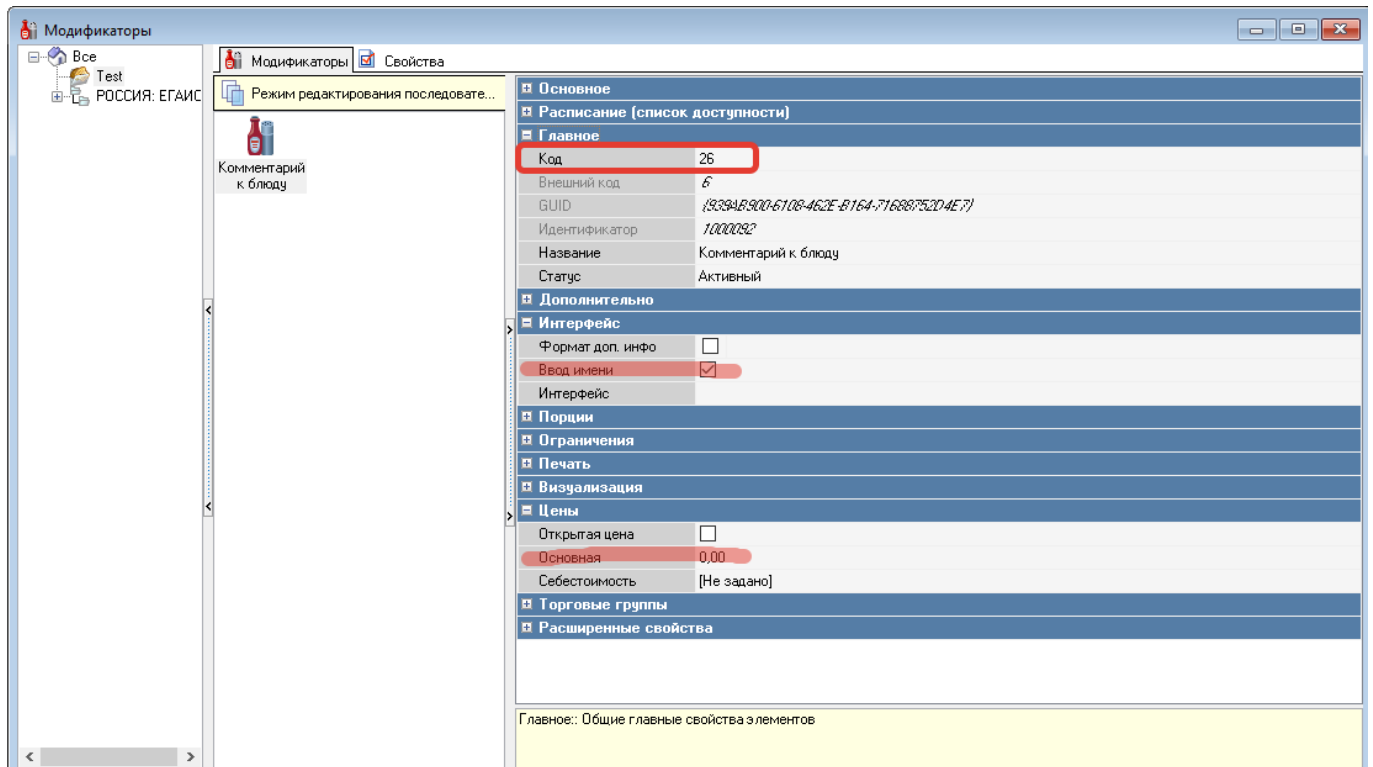 Модификаторы
Все
Test
РОССИЯ: ЕГАИС
Модификаторы
Свойства
Режим редактирования последовате...
Комментарий
к блюду
Основное
Расписание (список доступности)
Главное
Код 26
Внешний код 6
GUID {939AB900-6108-462E-B164-71688752D4E7}
Идентификатор 1000092
Название Комментарий к блюду
Статус Активный
Дополнительно
Интерфейс
Формат доп. инфо
Ввод имени
Интерфейс
Порции
Ограничения
Печать
Визуализация
Цены
Открытая цена
Основная 0,00
Себестоимость [Не задано]
Торговые группы
Расширенные свойства
Главное:: Общие главные свойства элементов